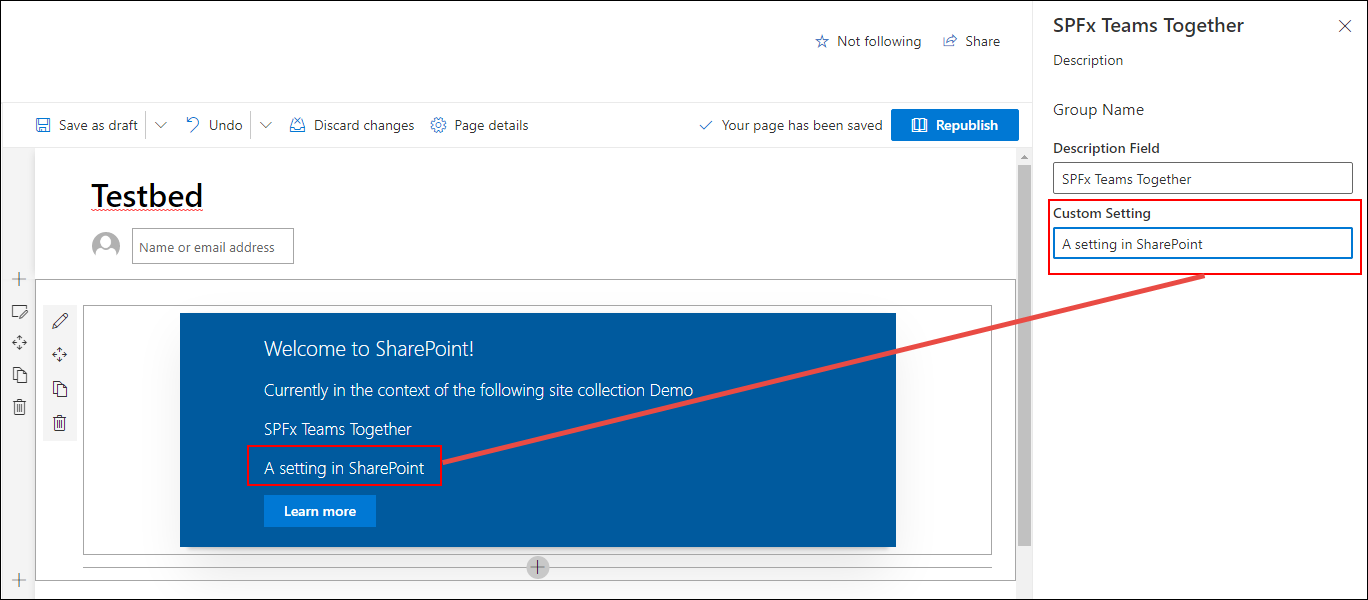 Not following
Share
Save as draft
Undo
Discard changes
Page details
Your page has been saved
Republish
Testbed
Name or email address
Welcome to SharePoint!
Currently in the context of the following site collection Demo
SPFx Teams Together
A setting in SharePoint
Learn more
SPFx Teams Together
Description
Group Name
Description Field
SPFx Teams Together
Custom Setting
A setting in SharePoint